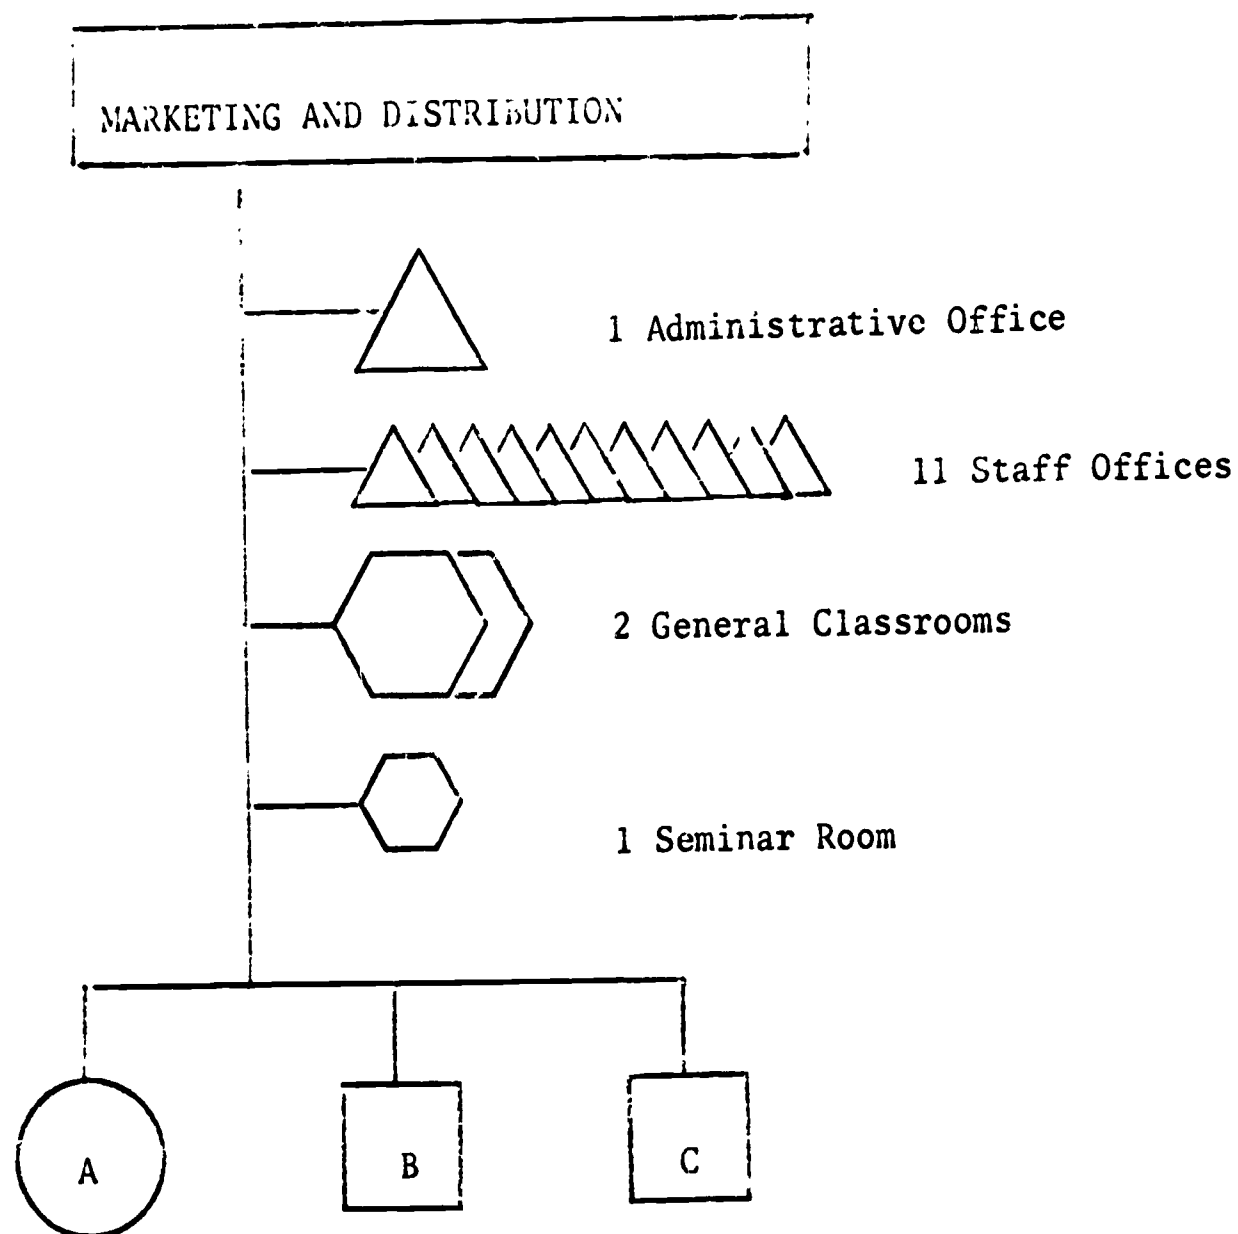 MARKETING AND DISTRIBUTION
1 Administrative Office
11 Staff Offices
2 General Classrooms
1 Seminar Room
A B C